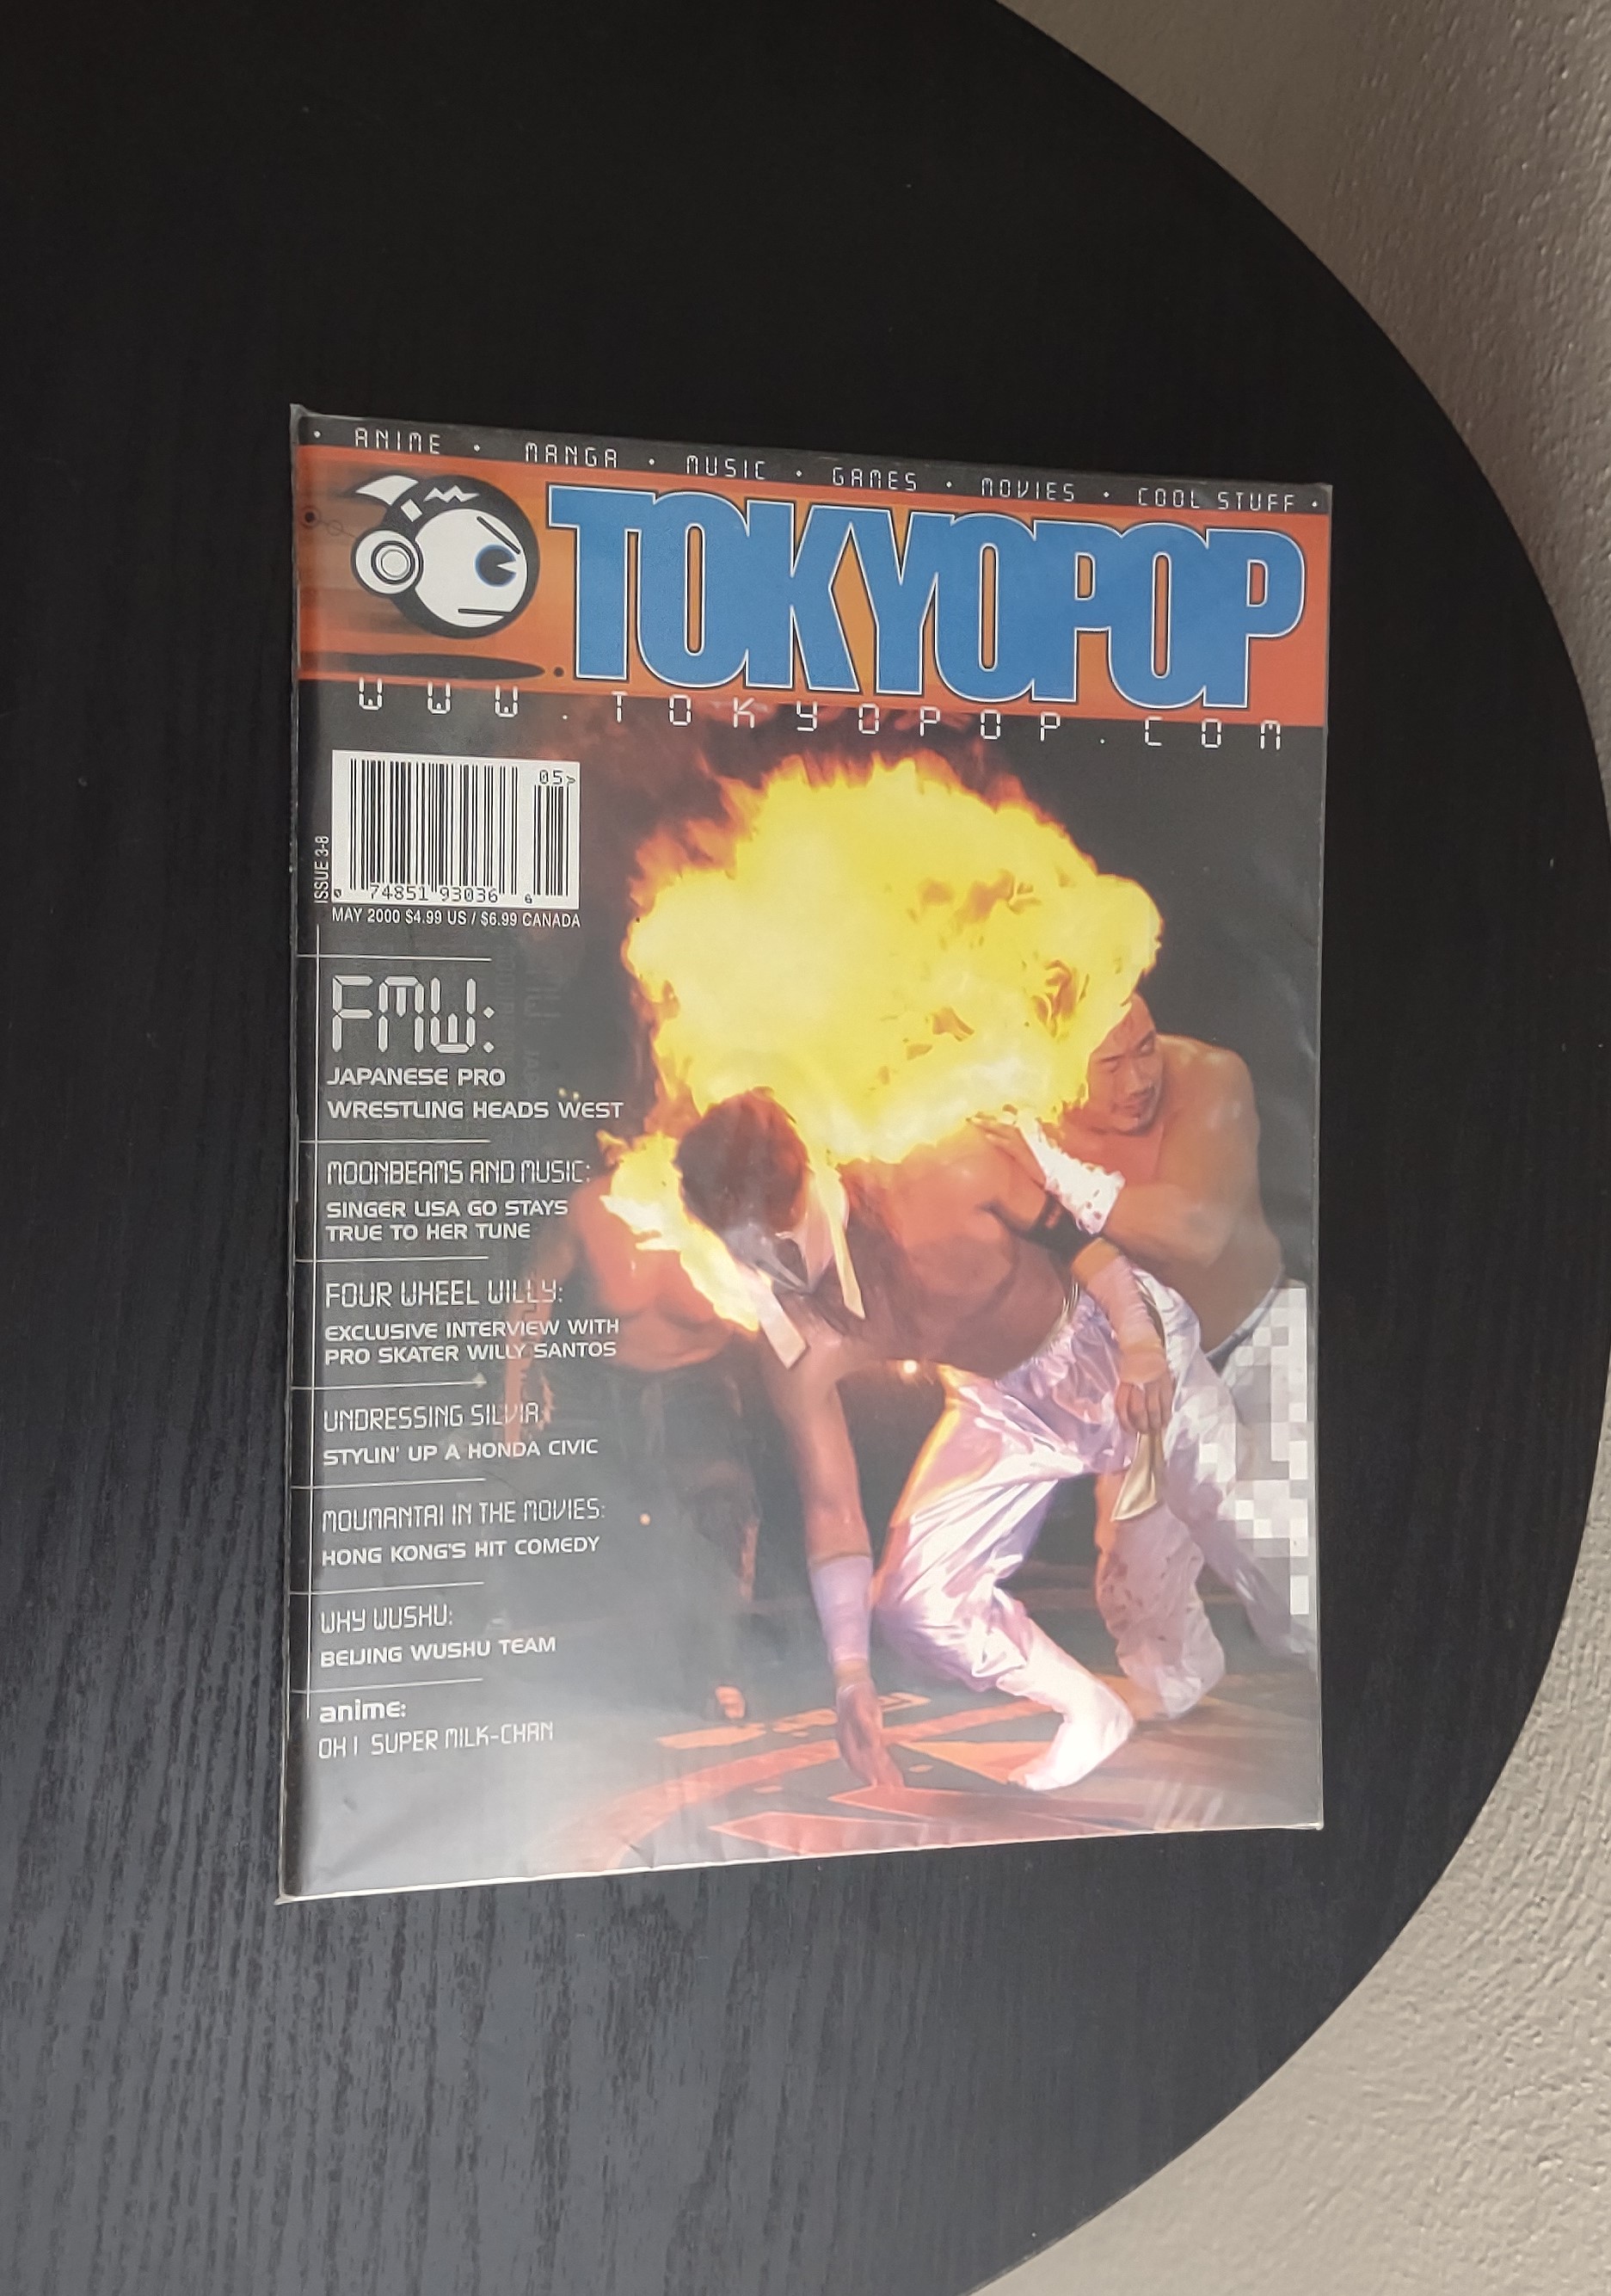 • ANIME • MANGA • MUSIC • GAMES • MOVIES • COOL STUFF •
TOKYOPOP
WWW.TOKYOPOP.COM
05>
ISSUE 3-8
0 74851 93036 6
MAY 2000 $4.99 US / $6.99 CANADA
FMW:
JAPANESE PRO
WRESTLING HEADS WEST
MOONBEAMS AND MUSIC:
SINGER LISA GO STAYS
TRUE TO HER TUNE
FOUR WHEEL WILLY:
EXCLUSIVE INTERVIEW WITH
PRO SKATER WILLY SANTOS
UNDRESSING SILVIA:
STYLIN' UP A HONDA CIVIC
MOUMANTAI IN THE MOVIES:
HONG KONG'S HIT COMEDY
WHY WUSHU:
BEIJING WUSHU TEAM
anime:
OH! SUPER MILK-CHAN